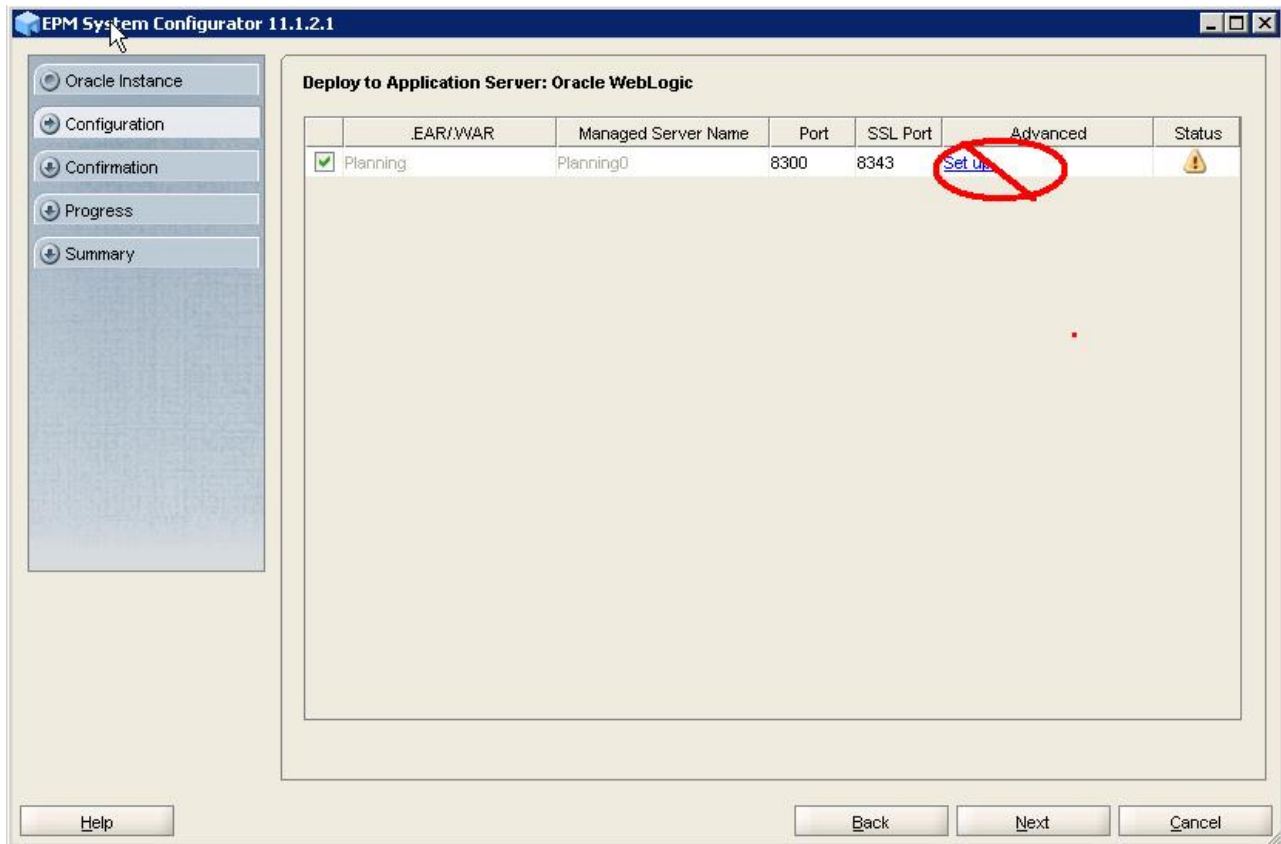 EPM System Configurator 11.1.2.1
Oracle Instance
Configuration
Confirmation
Progress
Summary
Deploy to Application Server: Oracle WebLogic
.EAR/.WAR Managed Server Name Port SSL Port Advanced Status
Planning Planning0 8300 8343 Set up
Help Back Next Cancel